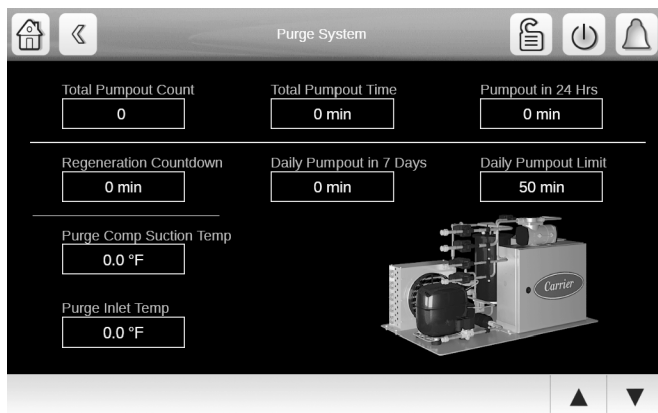 Purge System
Total Pumpout Count Total Pumpout Time Pumpout in 24 Hrs
0 0 min 0 min
Regeneration Countdown Daily Pumpout in 7 Days Daily Pumpout Limit
0 min 0 min 50 min
Purge Comp Suction Temp
0.0 °F
Carrier
Purge Inlet Temp
0.0 °F